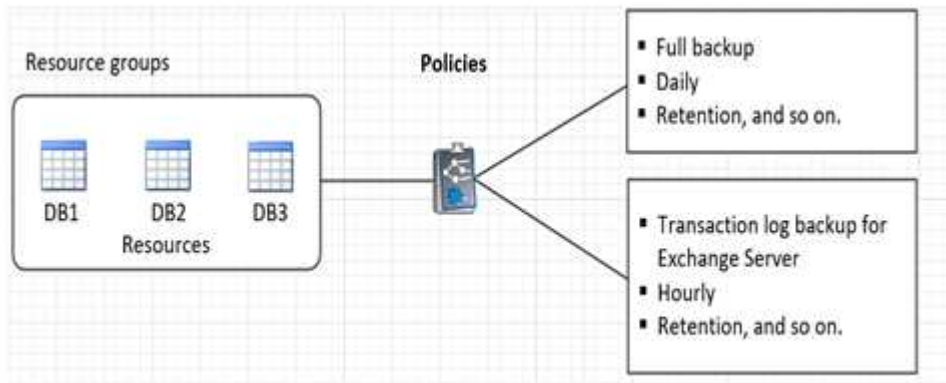 Resource groups
DB1
DB2
DB3
Resources
Policies
▪ Full backup
▪ Daily
▪ Retention, and so on.
▪ Transaction log backup for
Exchange Server
▪ Hourly
▪ Retention, and so on.